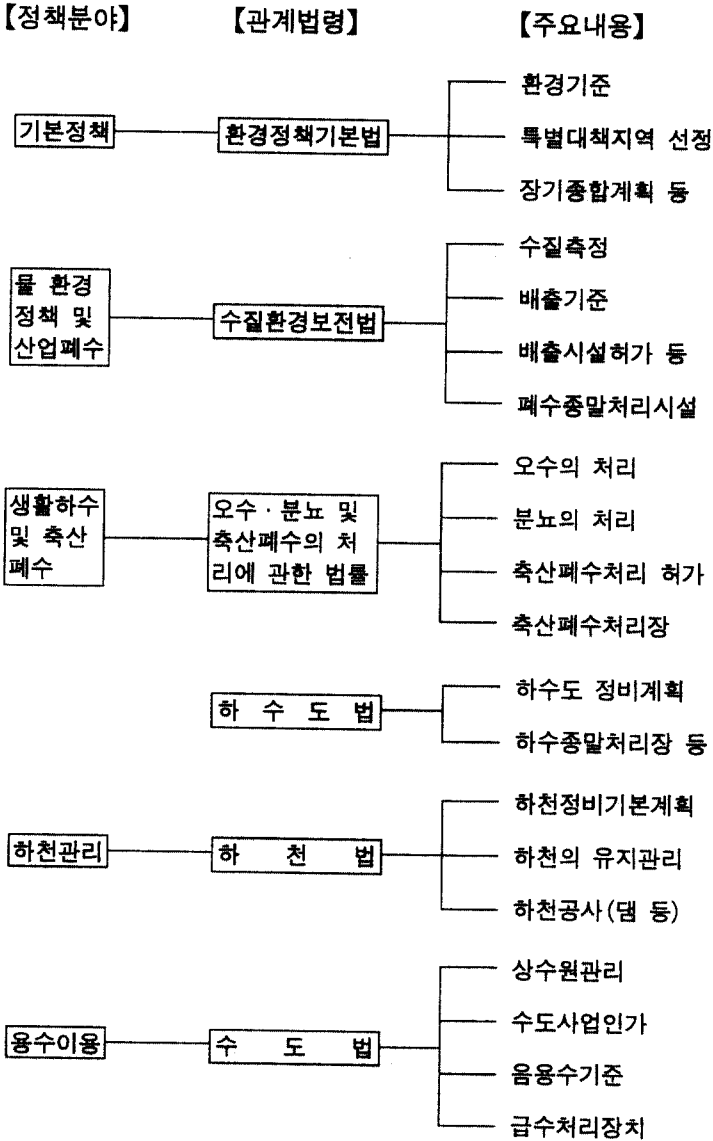 【정책분야】 【관계법령】 【주요내용】
기본정책 환경정책기본법
환경기준
특별대책지역 선정
장기종합계획 등
물 환경
정책 및
산업폐수
수질환경보전법
수질측정
배출기준
배출시설허가 등
폐수종말처리시설
생활하수
및 축산
폐수
오수·분뇨 및
축산폐수의 처
리에 관한 법률
오수의 처리
분뇨의 처리
축산폐수처리 허가
축산폐수처리장
하 수 도 법
하수도 정비계획
하수종말처리장 등
하천관리 하 천 법
하천정비기본계획
하천의 유지관리
하천공사(댐 등)
용수이용 수 도 법
상수원관리
수도사업인가
음용수기준
급수처리장치